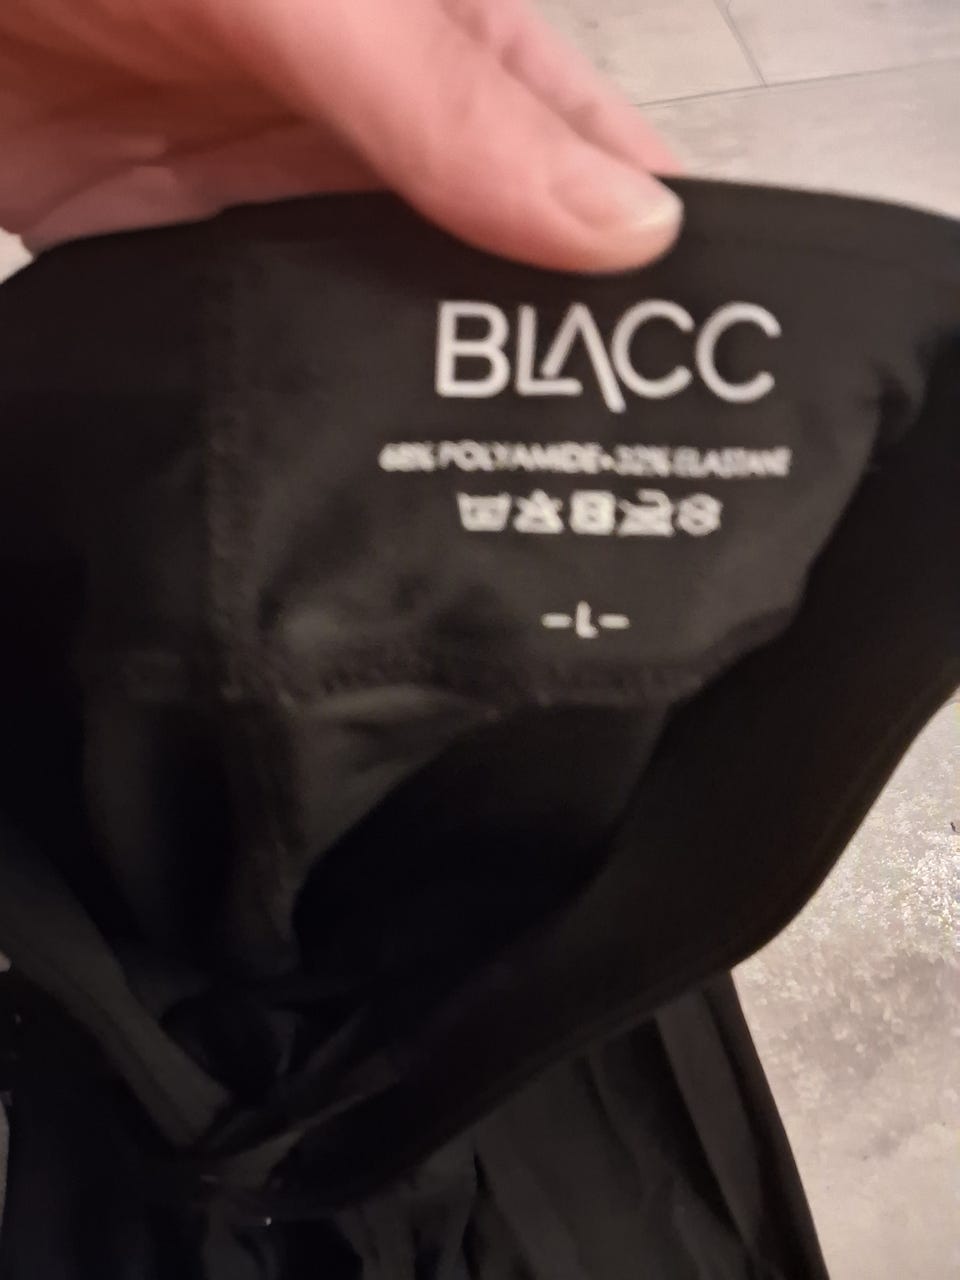 BLACC
68% POLYAMIDE•32% ELASTANE
-L-